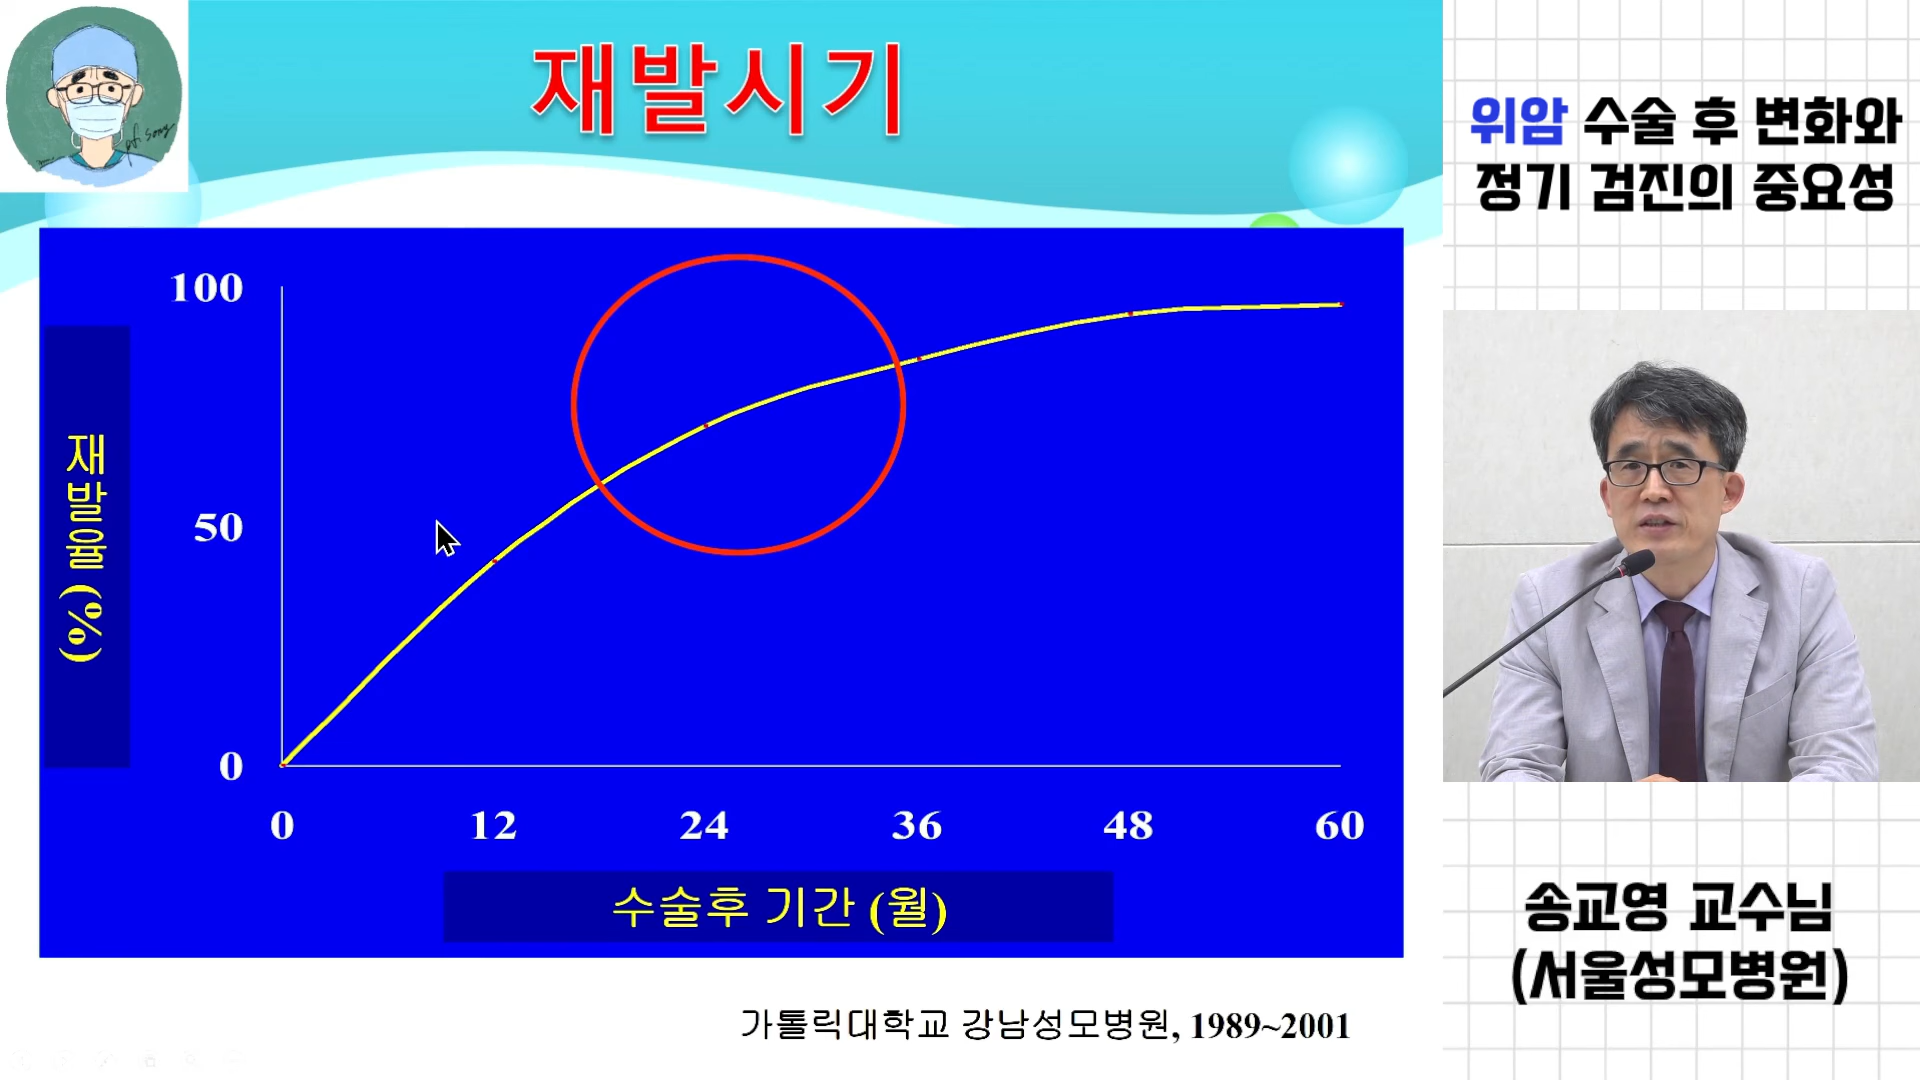 재발시기
위암 수술 후 변화와
정기 검진의 중요성
100
50
0
재발율 (%)
0 12 24 36 48 60
수술후 기간 (월)
가톨릭대학교 강남성모병원, 1989~2001
송교영 교수님
(서울성모병원)